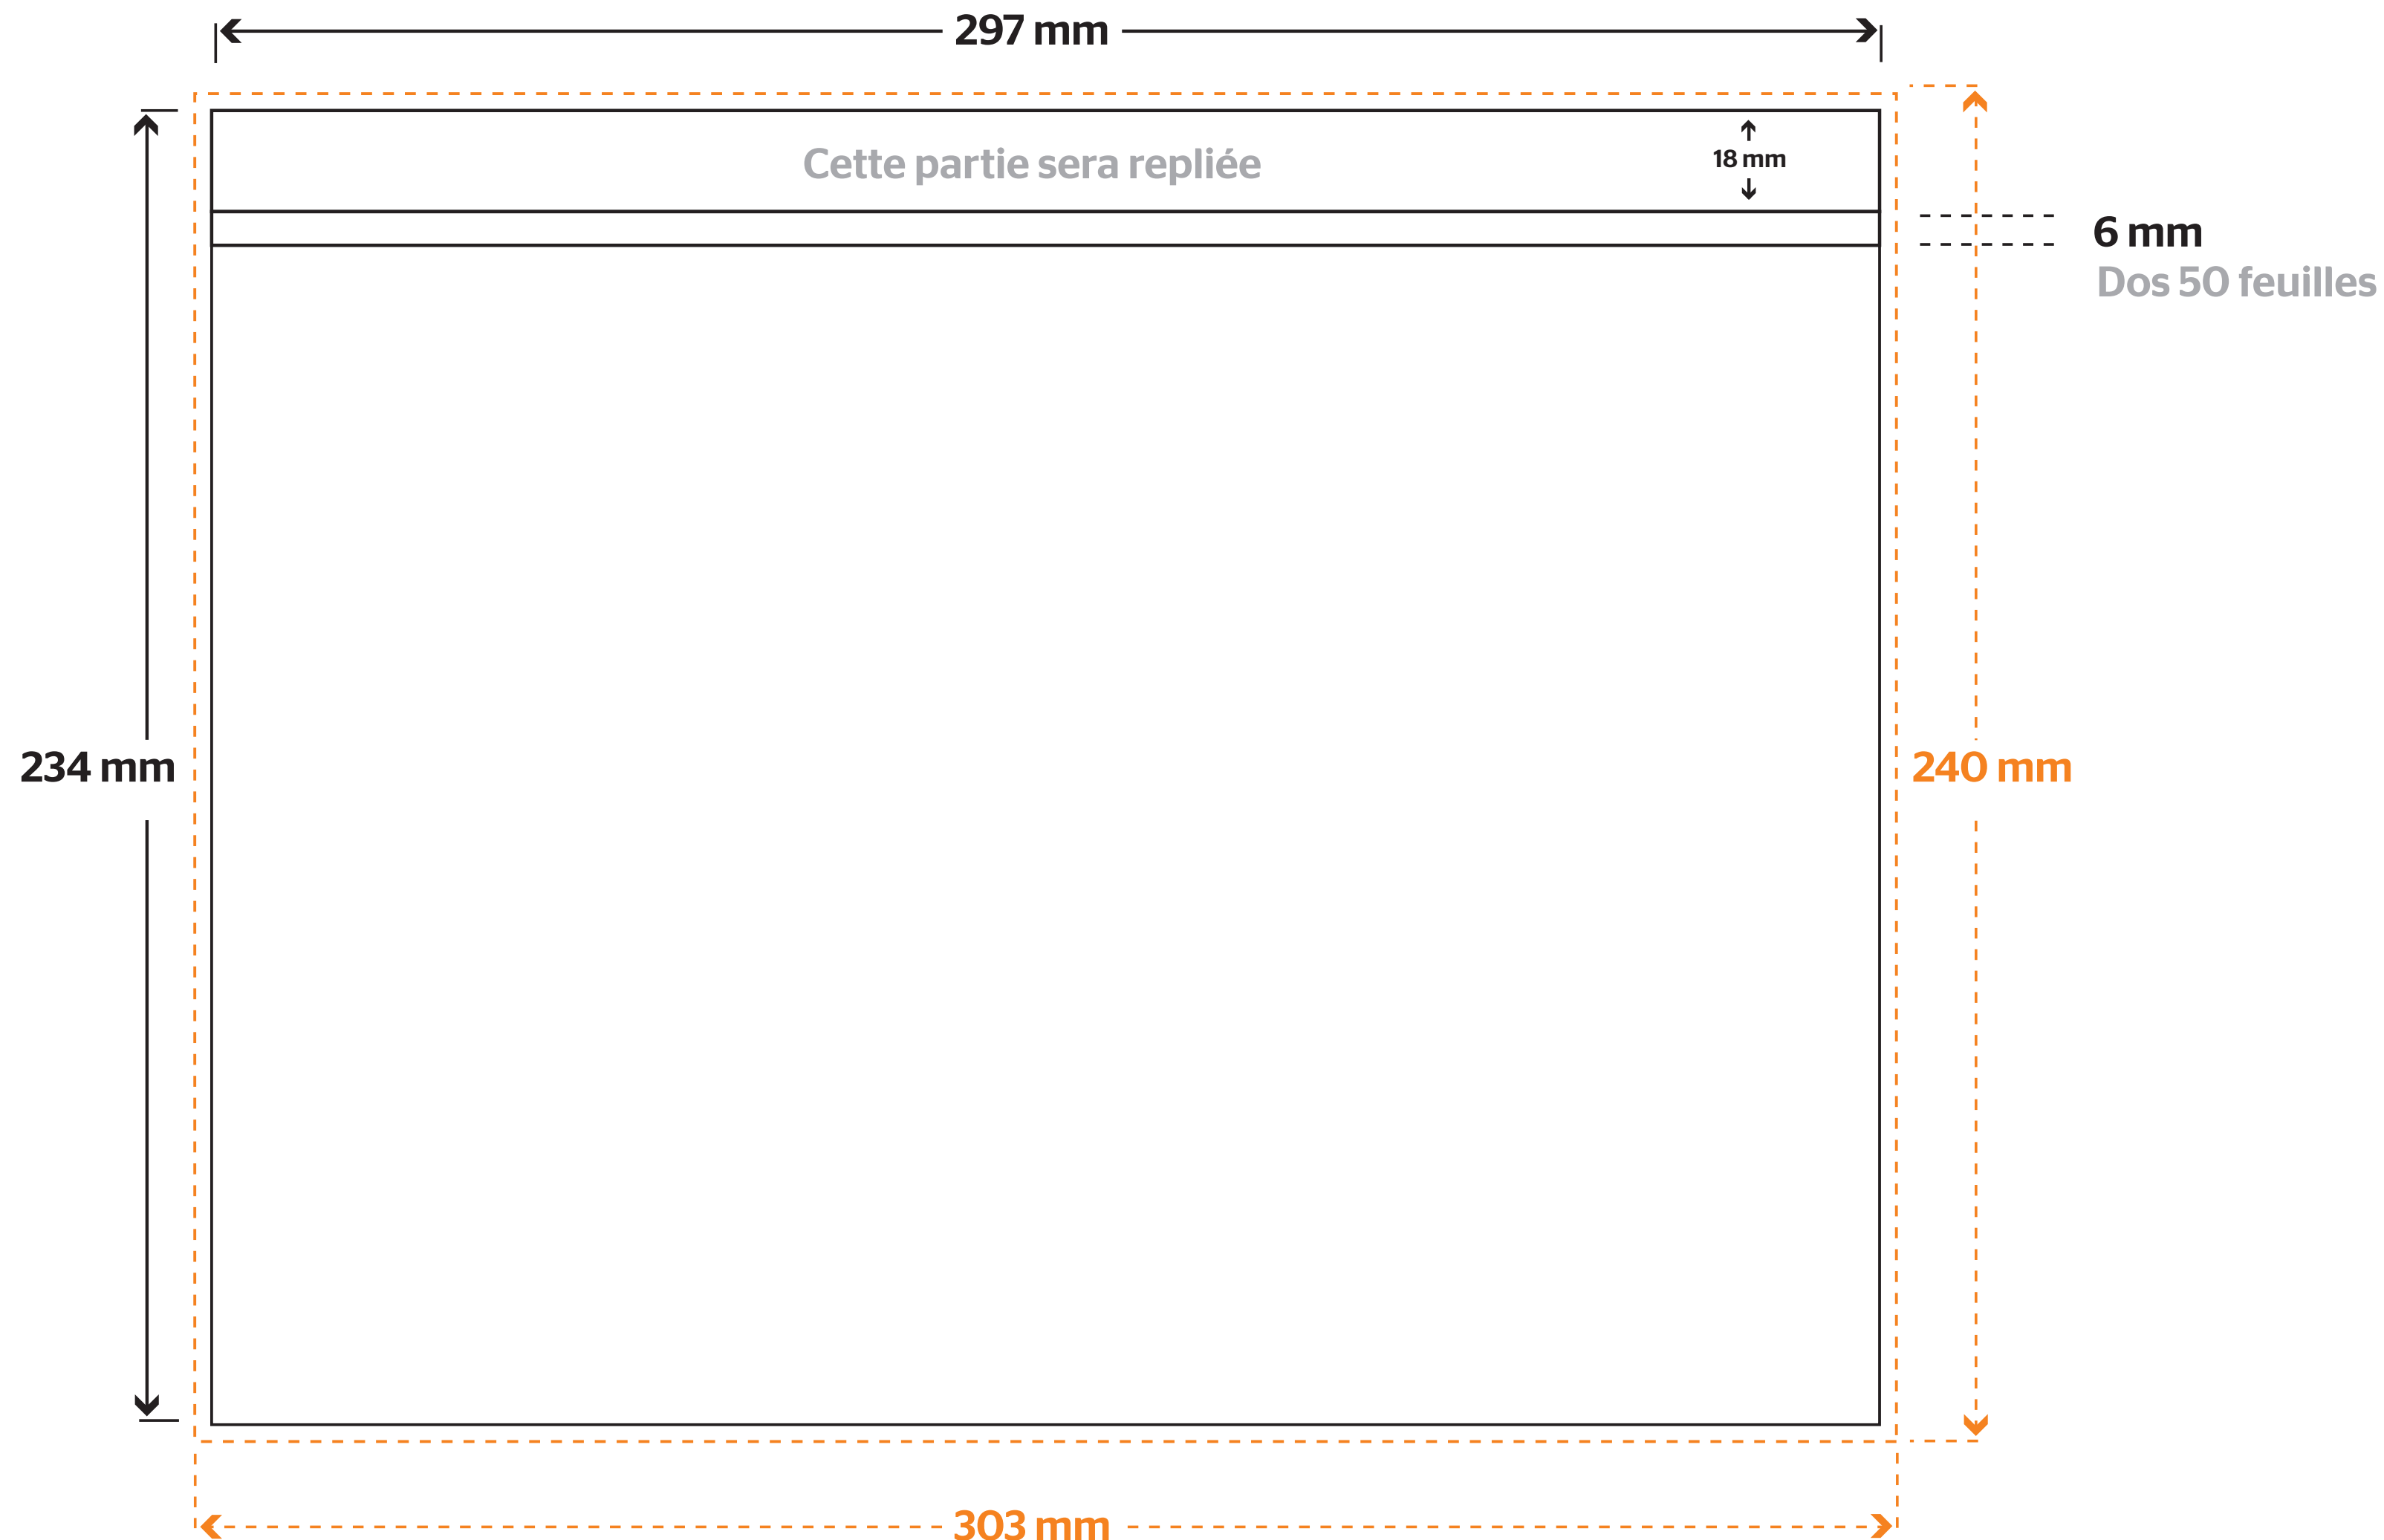 297 mm
Cette partie sera repliée
18 mm
6 mm
Dos 50 feuilles
234 mm
240 mm
303 mm